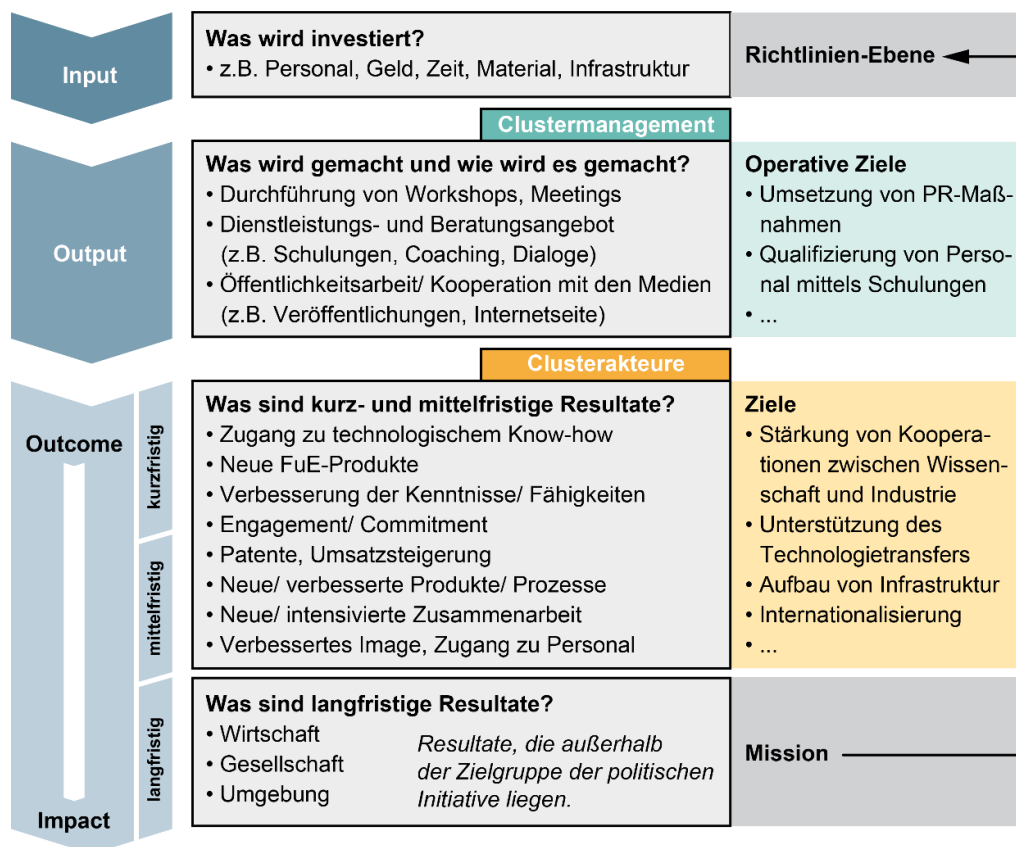 Input
Was wird investiert?
• z.B. Personal, Geld, Zeit, Material, Infrastruktur
Richtlinien-Ebene
Clustermanagement
Output
Was wird gemacht und wie wird es gemacht?
• Durchführung von Workshops, Meetings
• Dienstleistungs- und Beratungsangebot
(z.B. Schulungen, Coaching, Dialoge)
• Öffentlichkeitsarbeit/ Kooperation mit den Medien
(z.B. Veröffentlichungen, Internetseite)
Operative Ziele
• Umsetzung von PR-Maß-
nahmen
• Qualifizierung von Perso-
nal mittels Schulungen
• ...
Clusterakteure
Outcome
kurzfristig
mittelfristig
langfristig
Impact
Was sind kurz- und mittelfristige Resultate?
• Zugang zu technologischem Know-how
• Neue FuE-Produkte
• Verbesserung der Kenntnisse/ Fähigkeiten
• Engagement/ Commitment
• Patente, Umsatzsteigerung
• Neue/ verbesserte Produkte/ Prozesse
• Neue/ intensivierte Zusammenarbeit
• Verbessertes Image, Zugang zu Personal
Ziele
• Stärkung von Koopera-
tionen zwischen Wissen-
schaft und Industrie
• Unterstützung des
Technologietransfers
• Aufbau von Infrastruktur
• Internationalisierung
• ...
Was sind langfristige Resultate?
• Wirtschaft
• Gesellschaft
• Umgebung
Resultate, die außerhalb
der Zielgruppe der politischen
Initiative liegen.
Mission